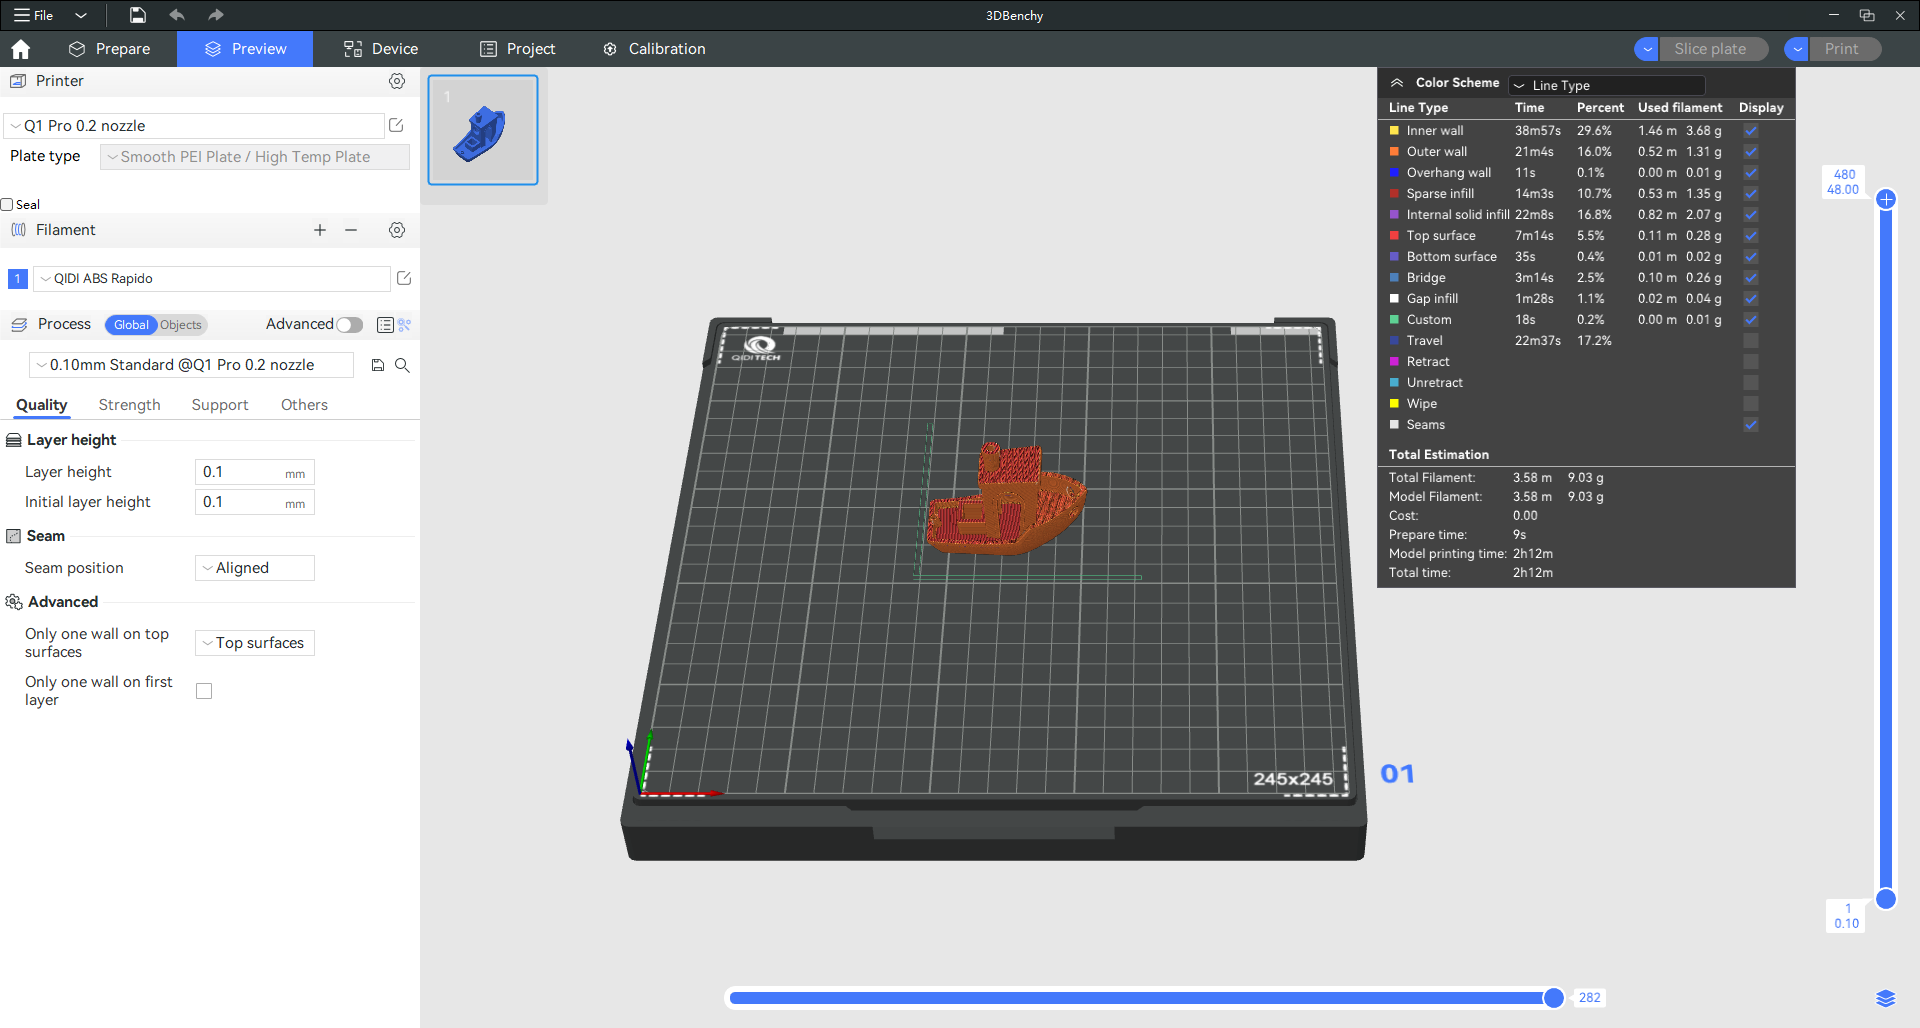 File
3DBenchy
Prepare
Preview
Device
Project
Calibration
Slice plate
Print
Printer
Q1 Pro 0.2 nozzle
Plate type
Smooth PEI Plate / High Temp Plate
Seal
Filament
1
QIDI ABS Rapido
Process
Global
Objects
Advanced
0.10mm Standard @Q1 Pro 0.2 nozzle
Quality
Strength
Support
Others
Layer height
Layer height 0.1 mm
Initial layer height 0.1 mm
Seam
Seam position Aligned
Advanced
Only one wall on top
surfaces
Top surfaces
Only one wall on first
layer
1
QIDITECH
245x245
01
Color Scheme Line Type
Line Type Time Percent Used filament Display
Inner wall 38m57s 29.6% 1.46 m 3.68 g
Outer wall 21m4s 16.0% 0.52 m 1.31 g
Overhang wall 11s 0.1% 0.00 m 0.01 g
Sparse infill 14m3s 10.7% 0.53 m 1.35 g
Internal solid infill 22m8s 16.8% 0.82 m 2.07 g
Top surface 7m14s 5.5% 0.11 m 0.28 g
Bottom surface 35s 0.4% 0.01 m 0.02 g
Bridge 3m14s 2.5% 0.10 m 0.26 g
Gap infill 1m28s 1.1% 0.02 m 0.04 g
Custom 18s 0.2% 0.00 m 0.01 g
Travel 22m37s 17.2%
Retract
Unretract
Wipe
Seams
Total Estimation
Total Filament: 3.58 m 9.03 g
Model Filament: 3.58 m 9.03 g
Cost: 0.00
Prepare time: 9s
Model printing time: 2h12m
Total time: 2h12m
480
48.00
1
0.10
282